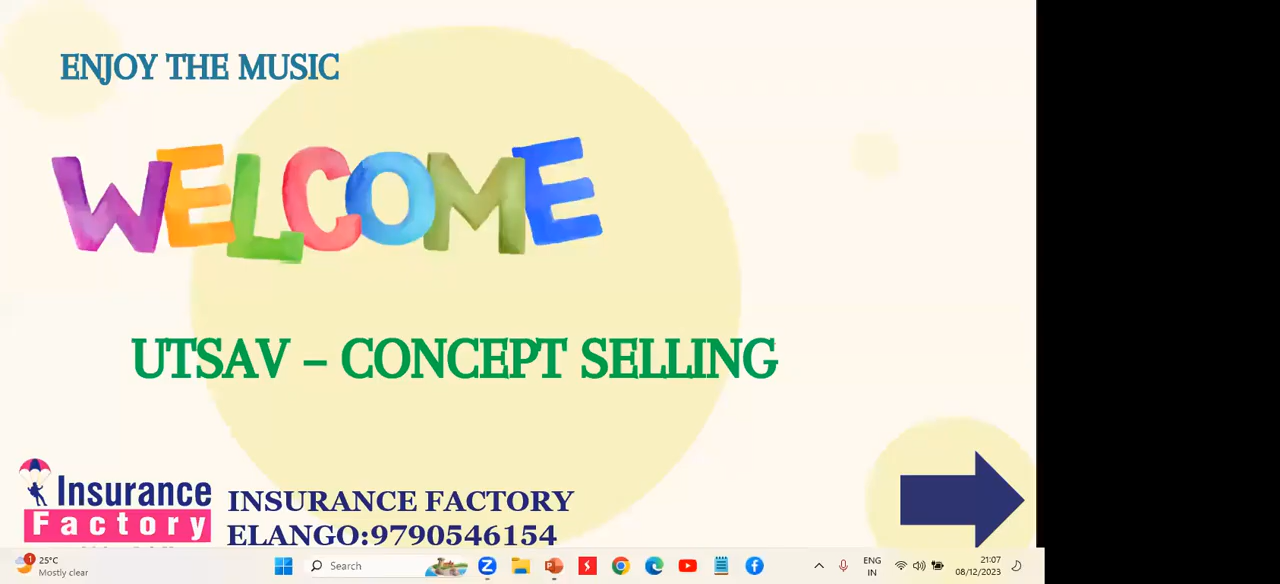 ENJOY THE MUSIC
WELCOME
UTSAV – CONCEPT SELLING
Insurance
Factory
INSURANCE FACTORY
ELANGO:9790546154
1
25°C
Mostly clear
Search
ENG
IN
21:07
08/12/2023